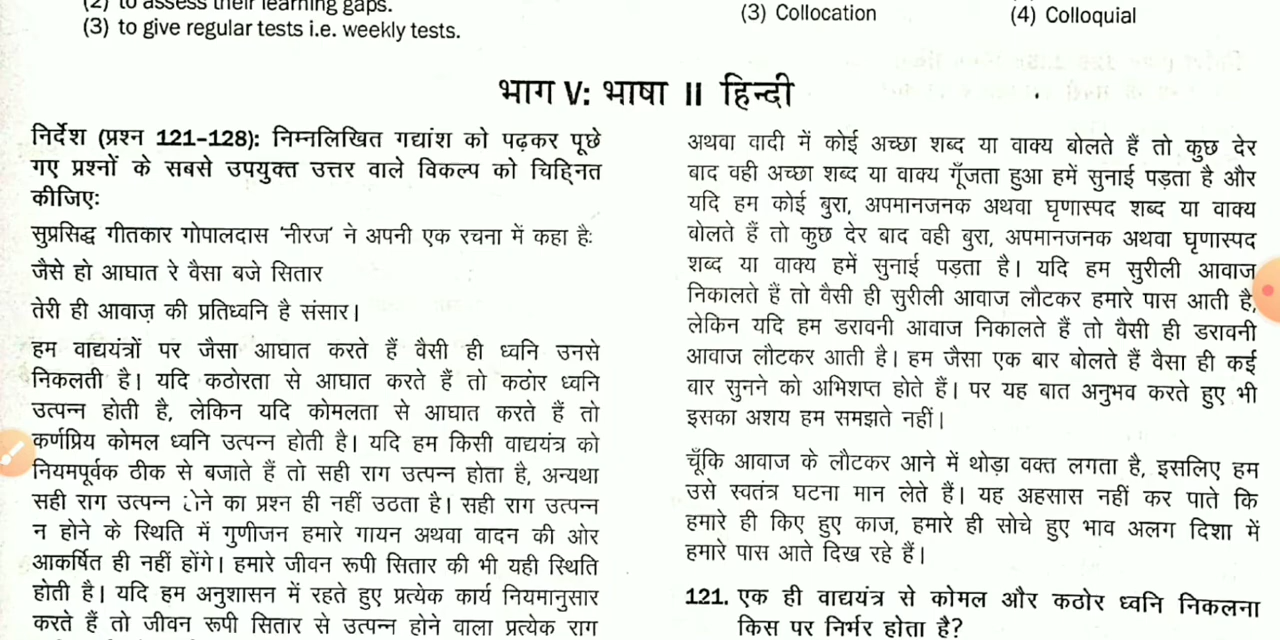 (2) to assess their learning gaps.
(3) to give regular tests i.e. weekly tests.
(3) Collocation
(4) Colloquial
भाग V: भाषा II हिन्दी
निर्देश (प्रश्न 121–128): निम्नलिखित गद्यांश को पढ़कर पूछे
गए प्रश्नों के सबसे उपयुक्त उत्तर वाले विकल्प को चिह्नित
कीजिएः
सुप्रसिद्ध गीतकार गोपालदास 'नीरज' ने अपनी एक रचना में कहा हैः
जैसे हो आघात रे वैसा बजे सितार
तेरी ही आवाज़ की प्रतिध्वनि है संसार।
हम वाद्ययंत्रों पर जैसा आघात करते हैं वैसी ही ध्वनि उनसे
निकलती है। यदि कठोरता से आघात करते हैं तो कठोर ध्वनि
उत्पन्न होती है, लेकिन यदि कोमलता से आघात करते हैं तो
कर्णप्रिय कोमल ध्वनि उत्पन्न होती है। यदि हम किसी वाद्ययंत्र को
नियमपूर्वक ठीक से बजाते हैं तो सही राग उत्पन्न होता है, अन्यथा
सही राग उत्पन्न का प्रश्न ही नहीं उठता है। सही राग उत्पन्न
न होने के स्थिति में गुणीजन हमारे गायन अथवा वादन की ओर
आकर्षित ही नहीं होंगे। हमारे जीवन रूपी सितार की भी यही स्थिति
होती है। यदि हम अनुशासन में रहते हुए प्रत्येक कार्य नियमानुसार
करते हैं तो जीवन रूपी सितार से उत्पन्न होने वाला प्रत्येक राग
अथवा वादी में कोई अच्छा शब्द या वाक्य बोलते हैं तो कुछ देर
बाद वही अच्छा शब्द या वाक्य गूँजता हुआ हमें सुनाई पड़ता है और
यदि हम कोई बुरा, अपमानजनक अथवा घृणास्पद शब्द या वाक्य
बोलते हैं तो कुछ देर बाद वही बुरा, अपमानजनक अथवा घृणास्पद
शब्द या वाक्य हमें सुनाई पड़ता है। यदि हम सुरीली आवाज
निकालते हैं तो वैसी ही सुरीली आवाज लौटकर हमारे पास आती है,
लेकिन यदि हम डरावनी आवाज निकालते हैं तो वैसी ही डरावनी
आवाज लौटकर आती है। हम जैसा एक बार बोलते हैं वैसा ही कई
वार सुनने को अभिशप्त होते हैं। पर यह बात अनुभव करते हुए भी
इसका अशय हम समझते नहीं।
चूँकि आवाज के लौटकर आने में थोड़ा वक्त लगता है, इसलिए हम
उसे स्वतंत्र घटना मान लेते हैं। यह अहसास नहीं कर पाते कि
हमारे ही किए हुए काज, हमारे ही सोचे हुए भाव अलग दिशा में
हमारे पास आते दिख रहे हैं।
121. एक ही वाद्ययंत्र से कोमल और कठोर ध्वनि निकलना
किस पर निर्भर होता है?